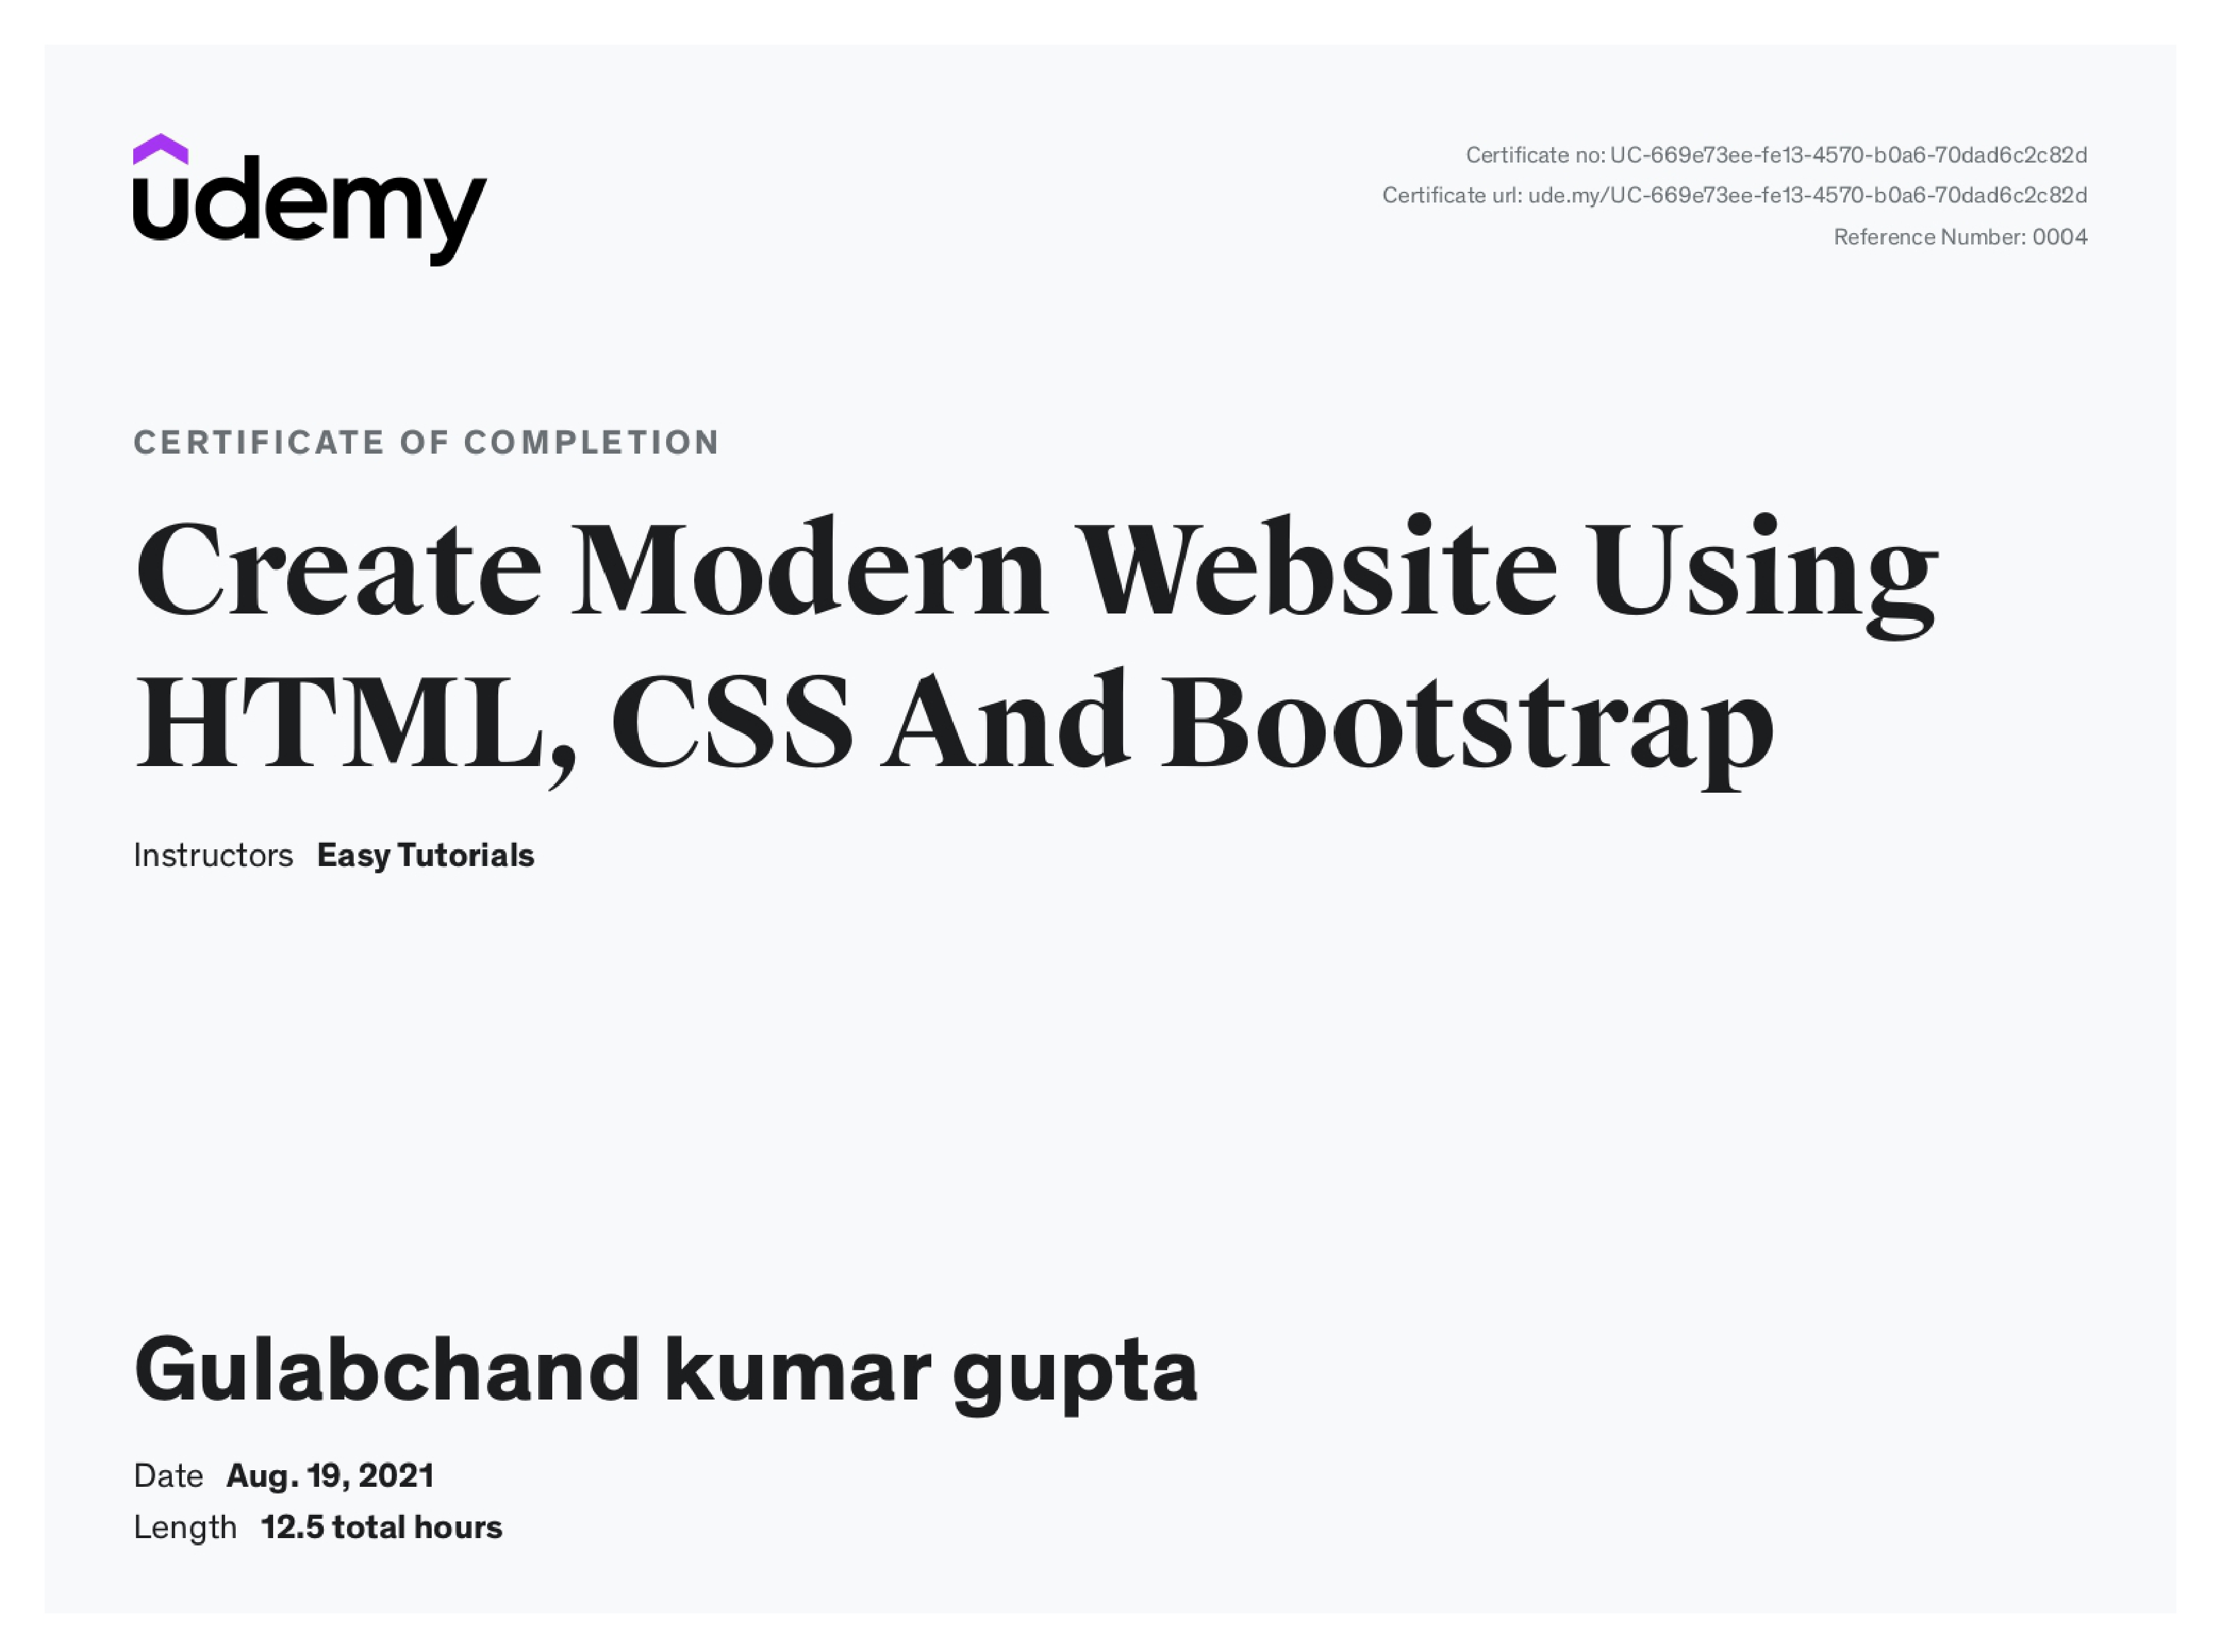 udemy
Certificate no: UC-669e73ee-fe13-4570-b0a6-70dad6c2c82d
Certificate url: ude.my/UC-669e73ee-fe13-4570-b0a6-70dad6c2c82d
Reference Number: 0004
CERTIFICATE OF COMPLETION
Create Modern Website Using
HTML, CSS And Bootstrap
Instructors Easy Tutorials
Gulabchand kumar gupta
Date Aug. 19, 2021
Length 12.5 total hours